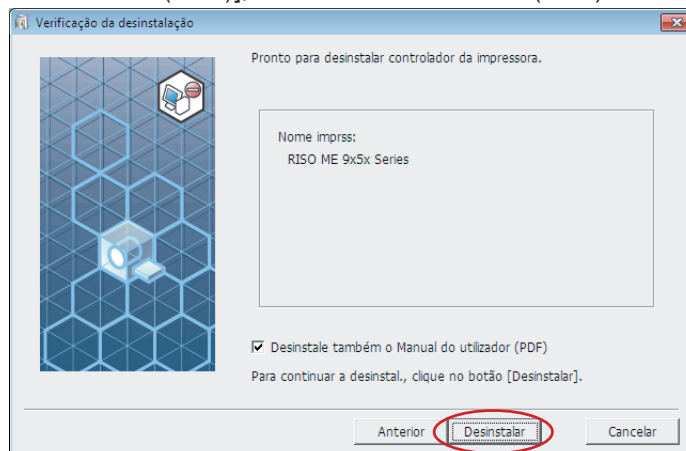 Verificação da desinstalação
Pronto para desinstalar controlador da impressora.
Nome imprss:
RISO ME 9x5x Series
Desinstale também o Manual do utilizador (PDF)
Para continuar a desinstal., clique no botão [Desinstalar].
Anterior
Desinstalar
Cancelar